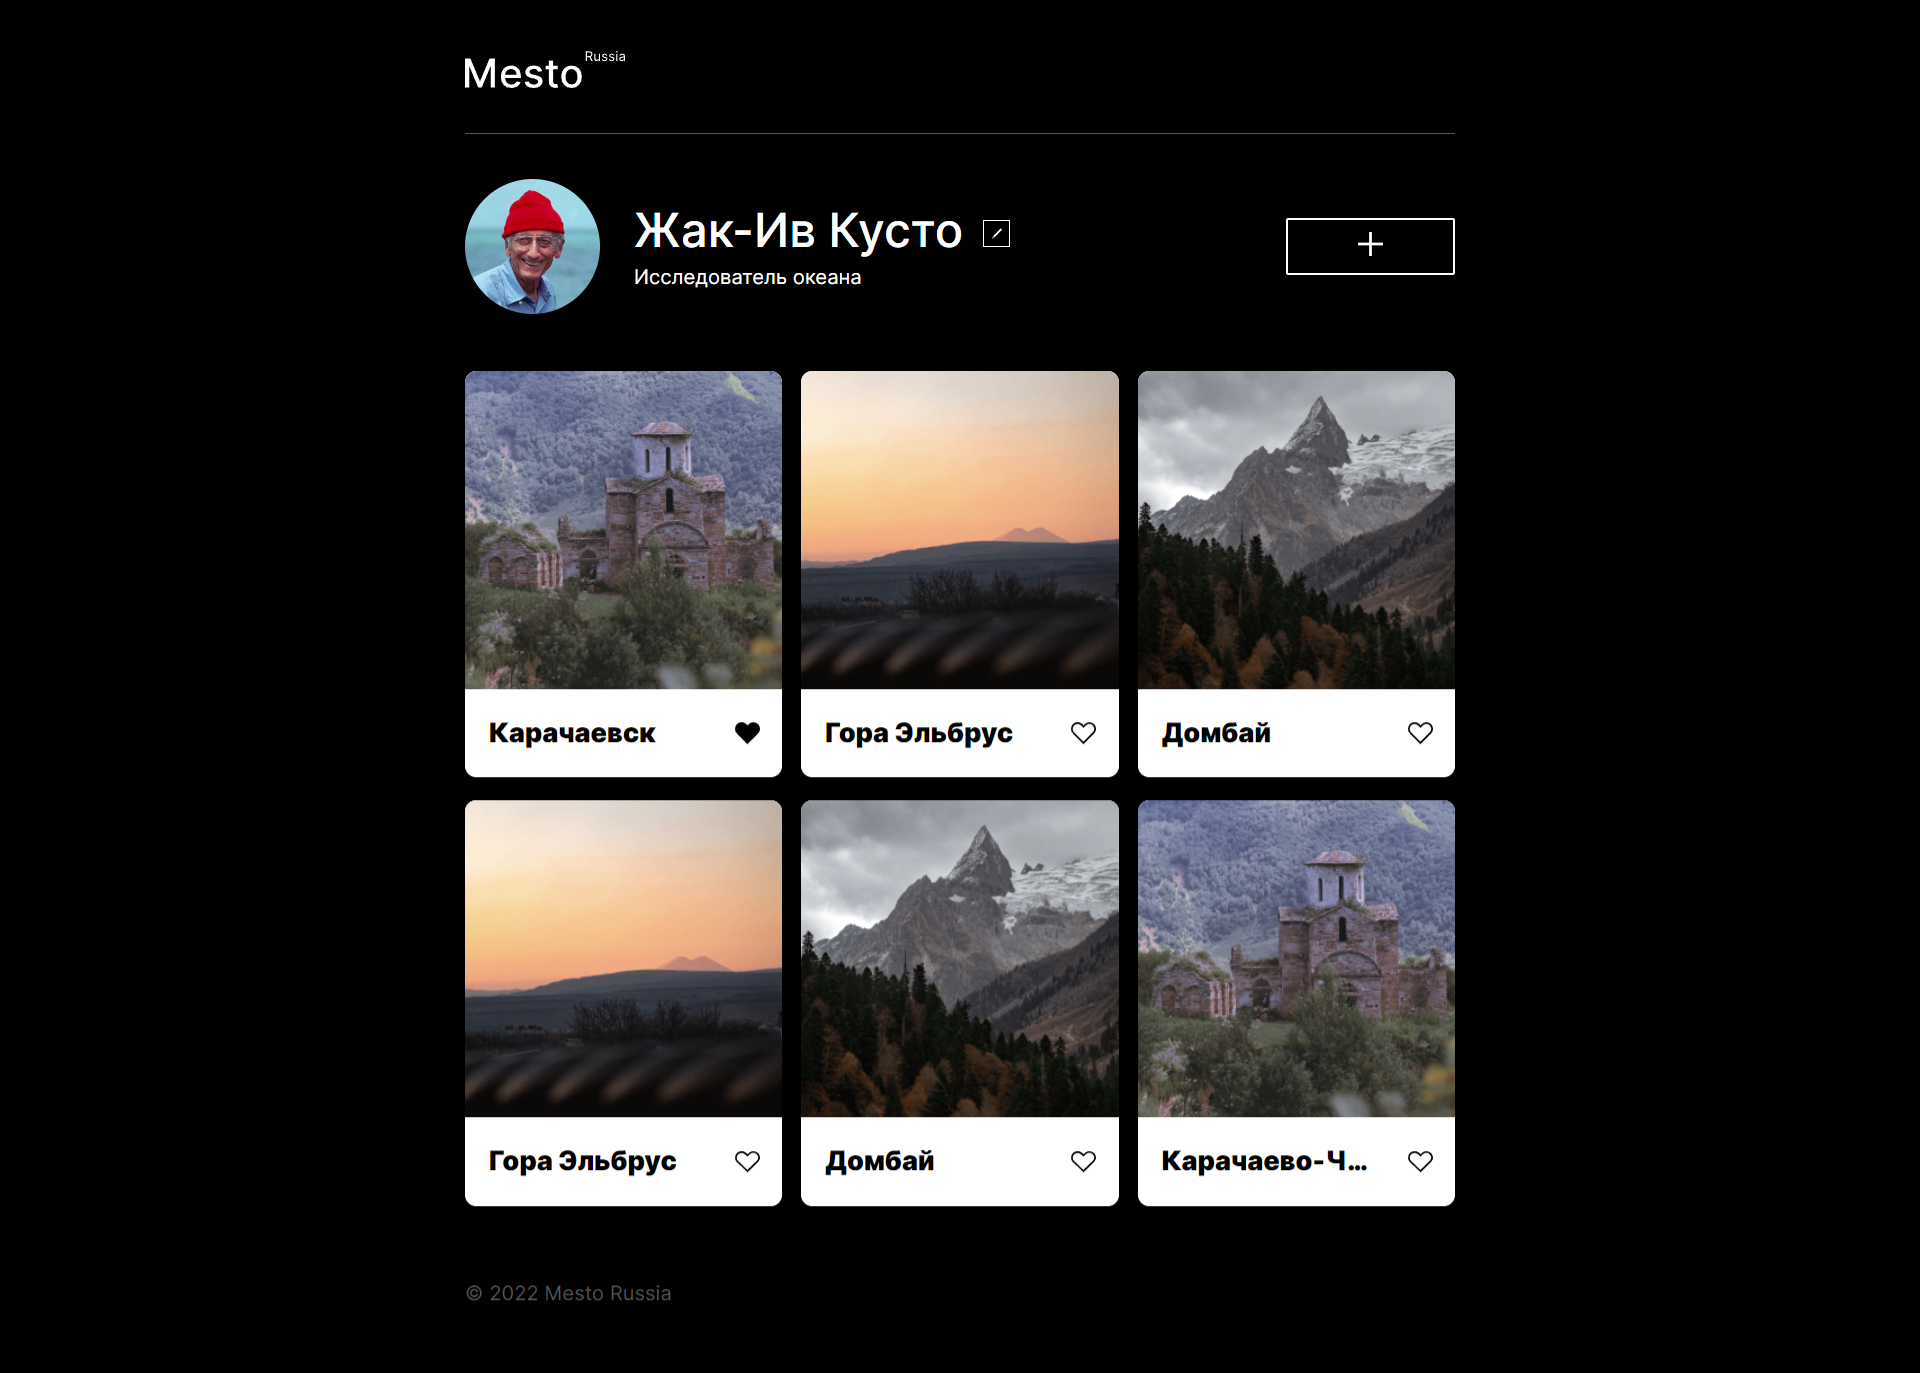 Mesto Russia
Жак-Ив Кусто
Исследователь океана
Карачаевск
Гора Эльбрус
Домбай
Гора Эльбрус
Домбай
Карачаево-Ч...
© 2022 Mesto Russia